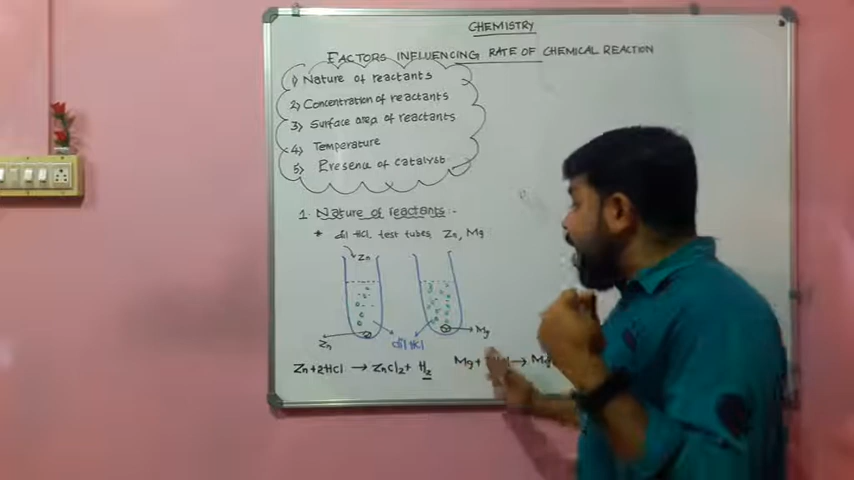 CHEMISTRY
FACTORS INFLUENCING RATE OF CHEMICAL REACTION
1) Nature of reactants
2) Concentration of reactants
3) Surface area of reactants
4) Temperature
5) Presence of catalyst
1. Nature of reactants:-
* dil HCl, test tubes, Zn, Mg
Zn
Zn
dil HCl
Mg
Zn+2HCl → ZnCl2+ H2
Mg+ → Mg